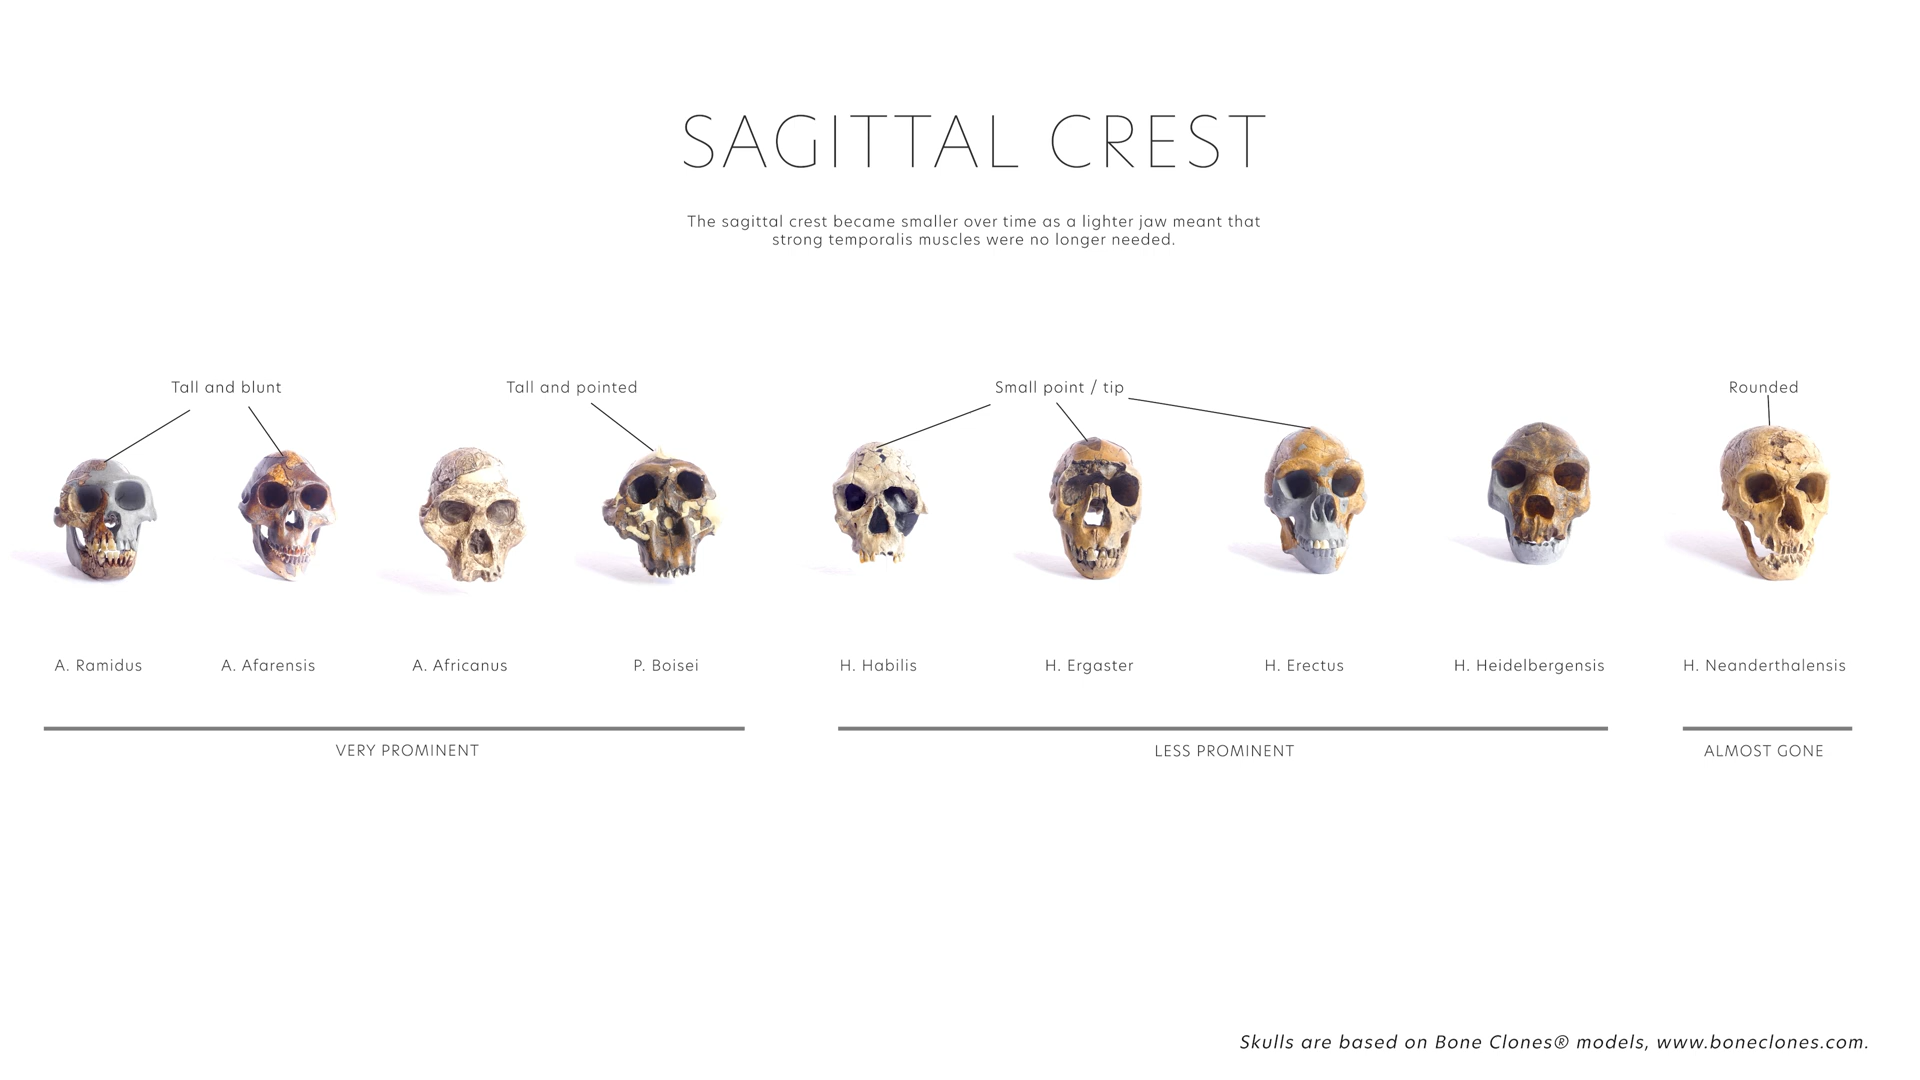 SAGITTAL CREST
The sagittal crest became smaller over time as a lighter jaw meant that
strong temporalis muscles were no longer needed.
Tall and blunt
Tall and pointed
Small point / tip
Rounded
A. Ramidus
A. Afarensis
A. Africanus
P. Boisei
H. Habilis
H. Ergaster
H. Erectus
H. Heidelbergensis
H. Neanderthalensis
VERY PROMINENT
LESS PROMINENT
ALMOST GONE
Skulls are based on Bone Clones® models, www.boneclones.com.